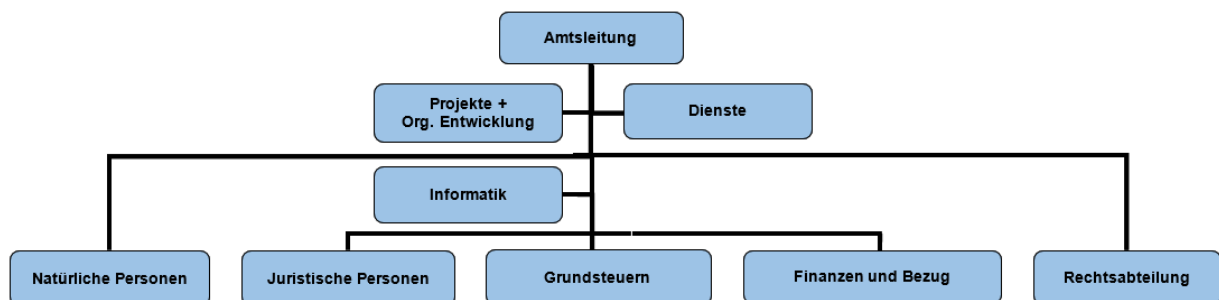 Amtsleitung
Projekte +
Org. Entwicklung
Dienste
Informatik
Natürliche Personen
Juristische Personen
Grundsteuern
Finanzen und Bezug
Rechtsabteilung